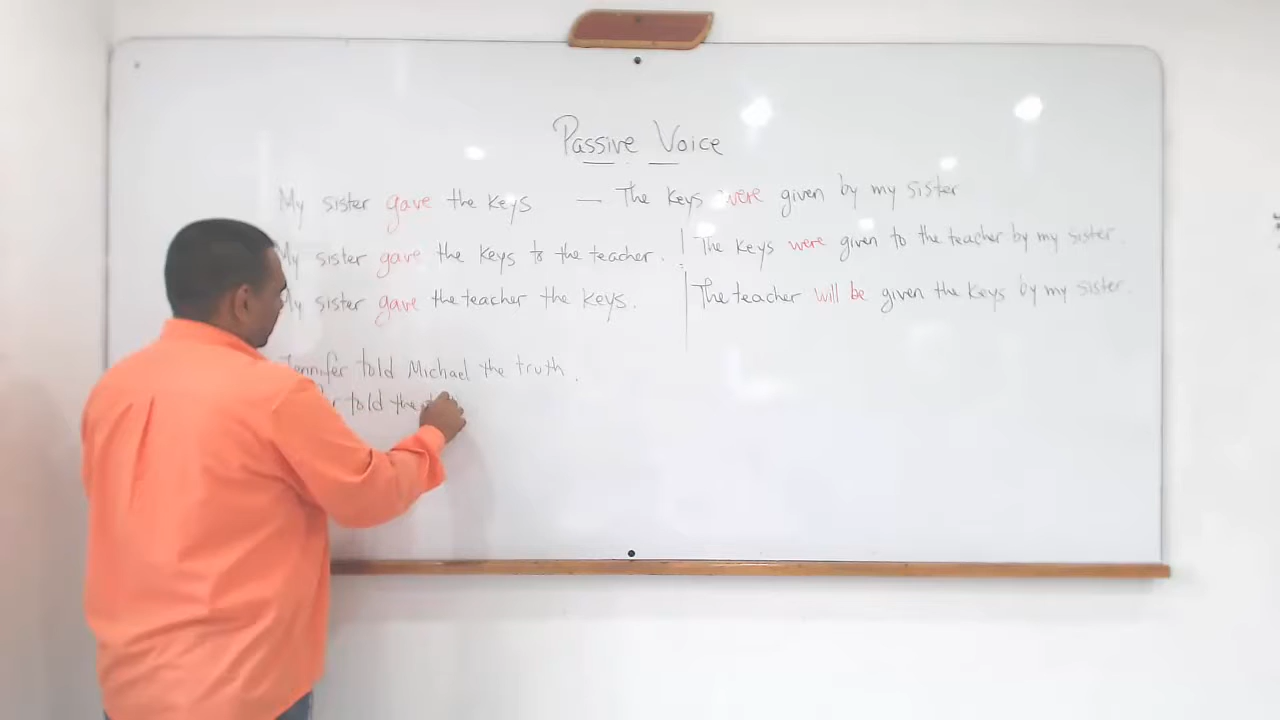 Passive Voice
My sister gave the keys — The keys were given by my sister
My sister gave the keys to the teacher. The keys were given to the teacher by my sister.
My sister gave the teacher the keys. The teacher will be given the keys by my sister.
Jennifer told Michael the truth.
told the